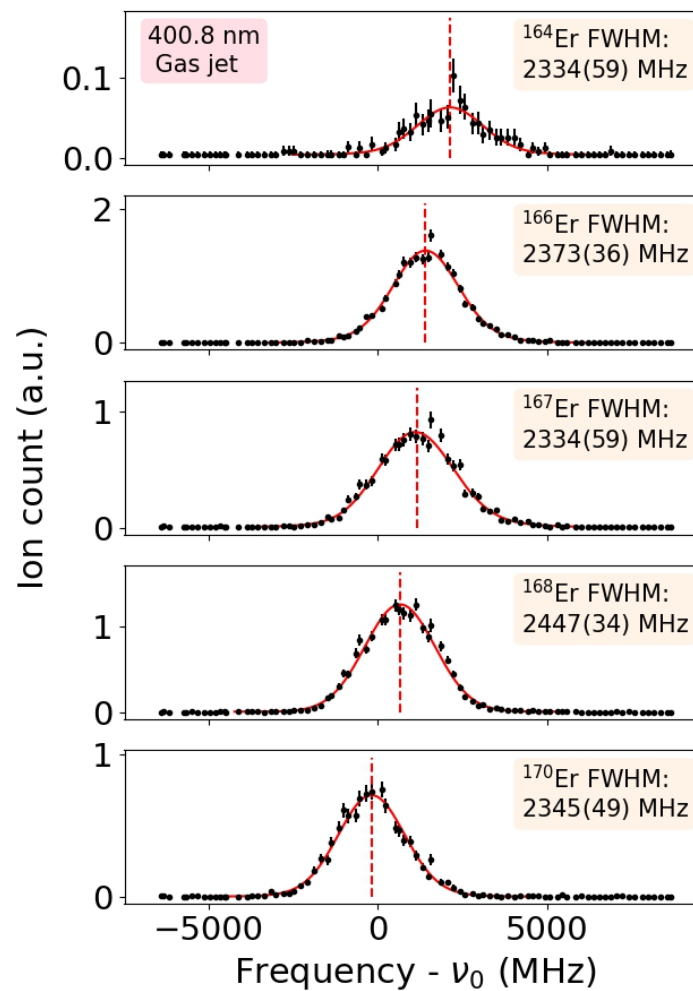 400.8 nm
Gas jet
¹⁶⁴Er FWHM:
2334(59) MHz
0.1
0.0
¹⁶⁶Er FWHM:
2373(36) MHz
2
0
¹⁶⁷Er FWHM:
2334(59) MHz
1
0
¹⁶⁸Er FWHM:
2447(34) MHz
1
0
¹⁷⁰Er FWHM:
2345(49) MHz
1
0
Ion count (a.u.)
−5000 0 5000
Frequency - ν₀ (MHz)